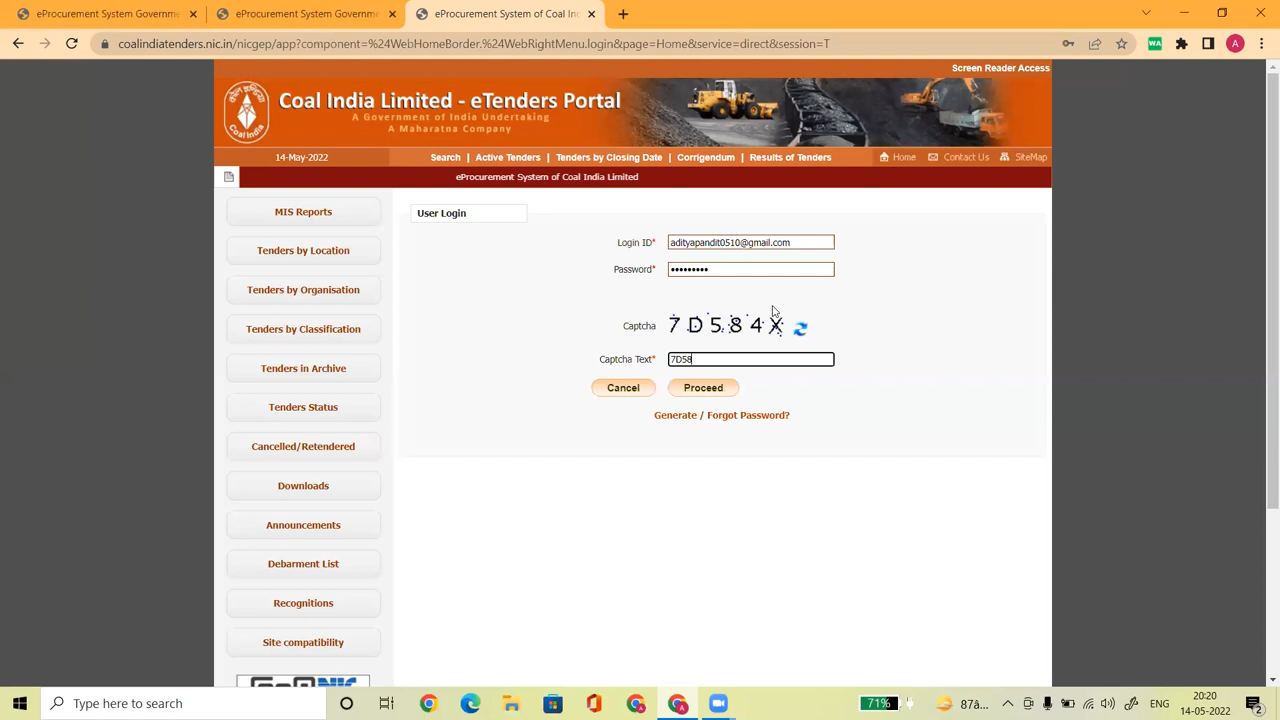 eProcurement System Governme
eProcurement System Governme
eProcurement System of Coal Ind
coalindiatenders.nic.in/nicgep/app?component=%24WebHomeBorder.%24WebRightMenu.login&page=Home&service=direct&session=T
WA
A
Screen Reader Access
Coal India
Coal India Limited - eTenders Portal
A Government of India Undertaking
A Maharatna Company
14-May-2022
Search | Active Tenders | Tenders by Closing Date | Corrigendum | Results of Tenders
Home Contact Us SiteMap
eProcurement System of Coal India Limited
MIS Reports
Tenders by Location
Tenders by Organisation
Tenders by Classification
Tenders in Archive
Tenders Status
Cancelled/Retendered
Downloads
Announcements
Debarment List
Recognitions
Site compatibility
User Login
Login ID* adityapandit0510@gmail.com
Password* •••••••••
Captcha 7D584X
Captcha Text* 7D58
Cancel Proceed
Generate / Forgot Password?
Type here to search
71%
87â...
20:20
14-05-2022
2